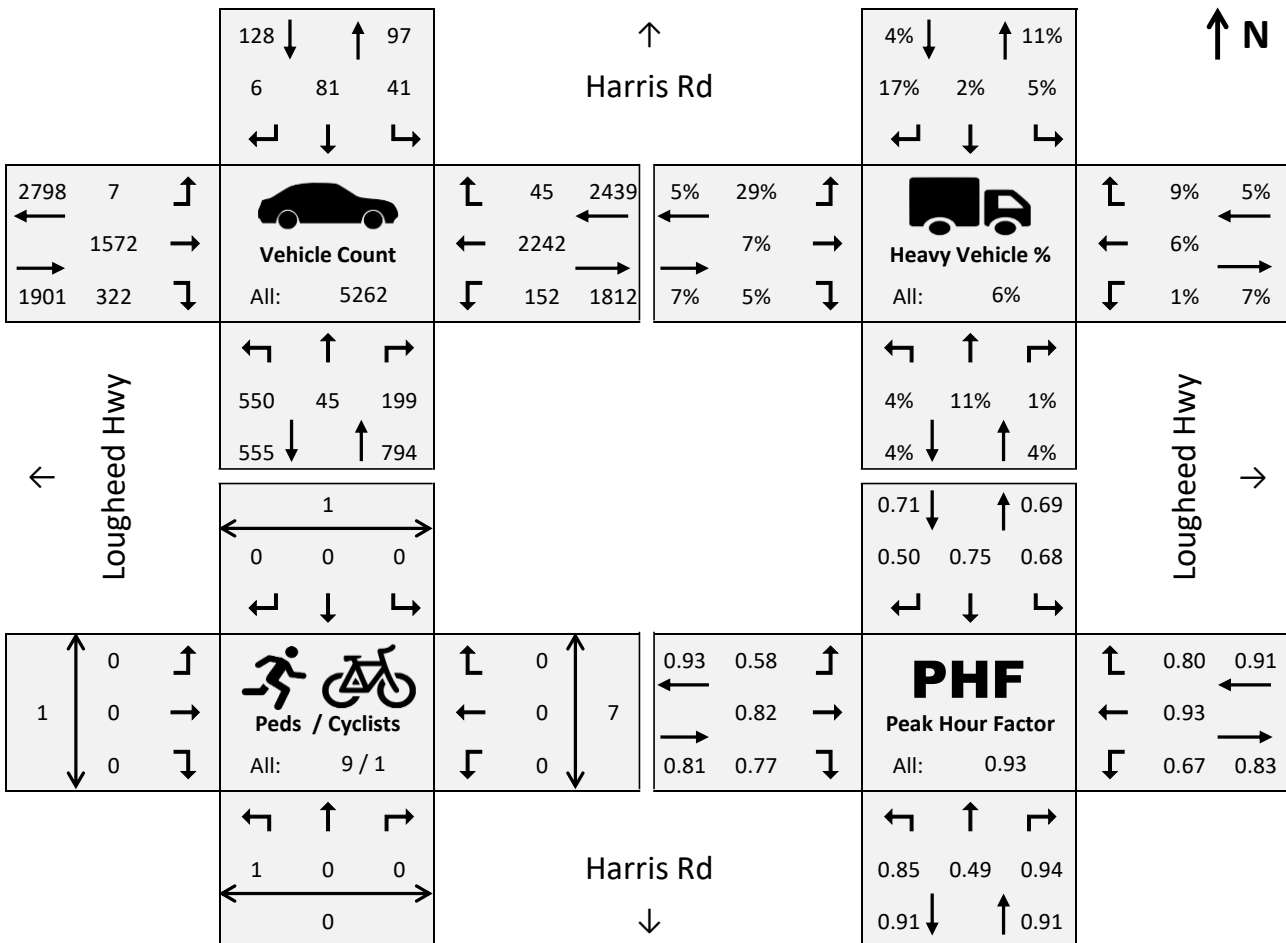 128 97 4% 11% N
Harris Rd
6 81 41 17% 2% 5%
2798 7 45 2439 5% 29% 9% 5%
1572 Vehicle Count 2242 7% Heavy Vehicle % 6%
1901 322 All: 5262 152 1812 7% 5% All: 6% 1% 7%
550 45 199 4% 11% 1%
555 794 4% 4%
Lougheed Hwy
Lougheed Hwy
1 0.71 0.69
0 0 0 0.50 0.75 0.68
0 0 0.93 0.58 PHF 0.80 0.91
1 0 Peds / Cyclists 0 7 0.82 Peak Hour Factor 0.93
0 All: 9 / 1 0 0.81 0.77 All: 0.93 0.67 0.83
1 0 0 Harris Rd 0.85 0.49 0.94
0 0.91 0.91